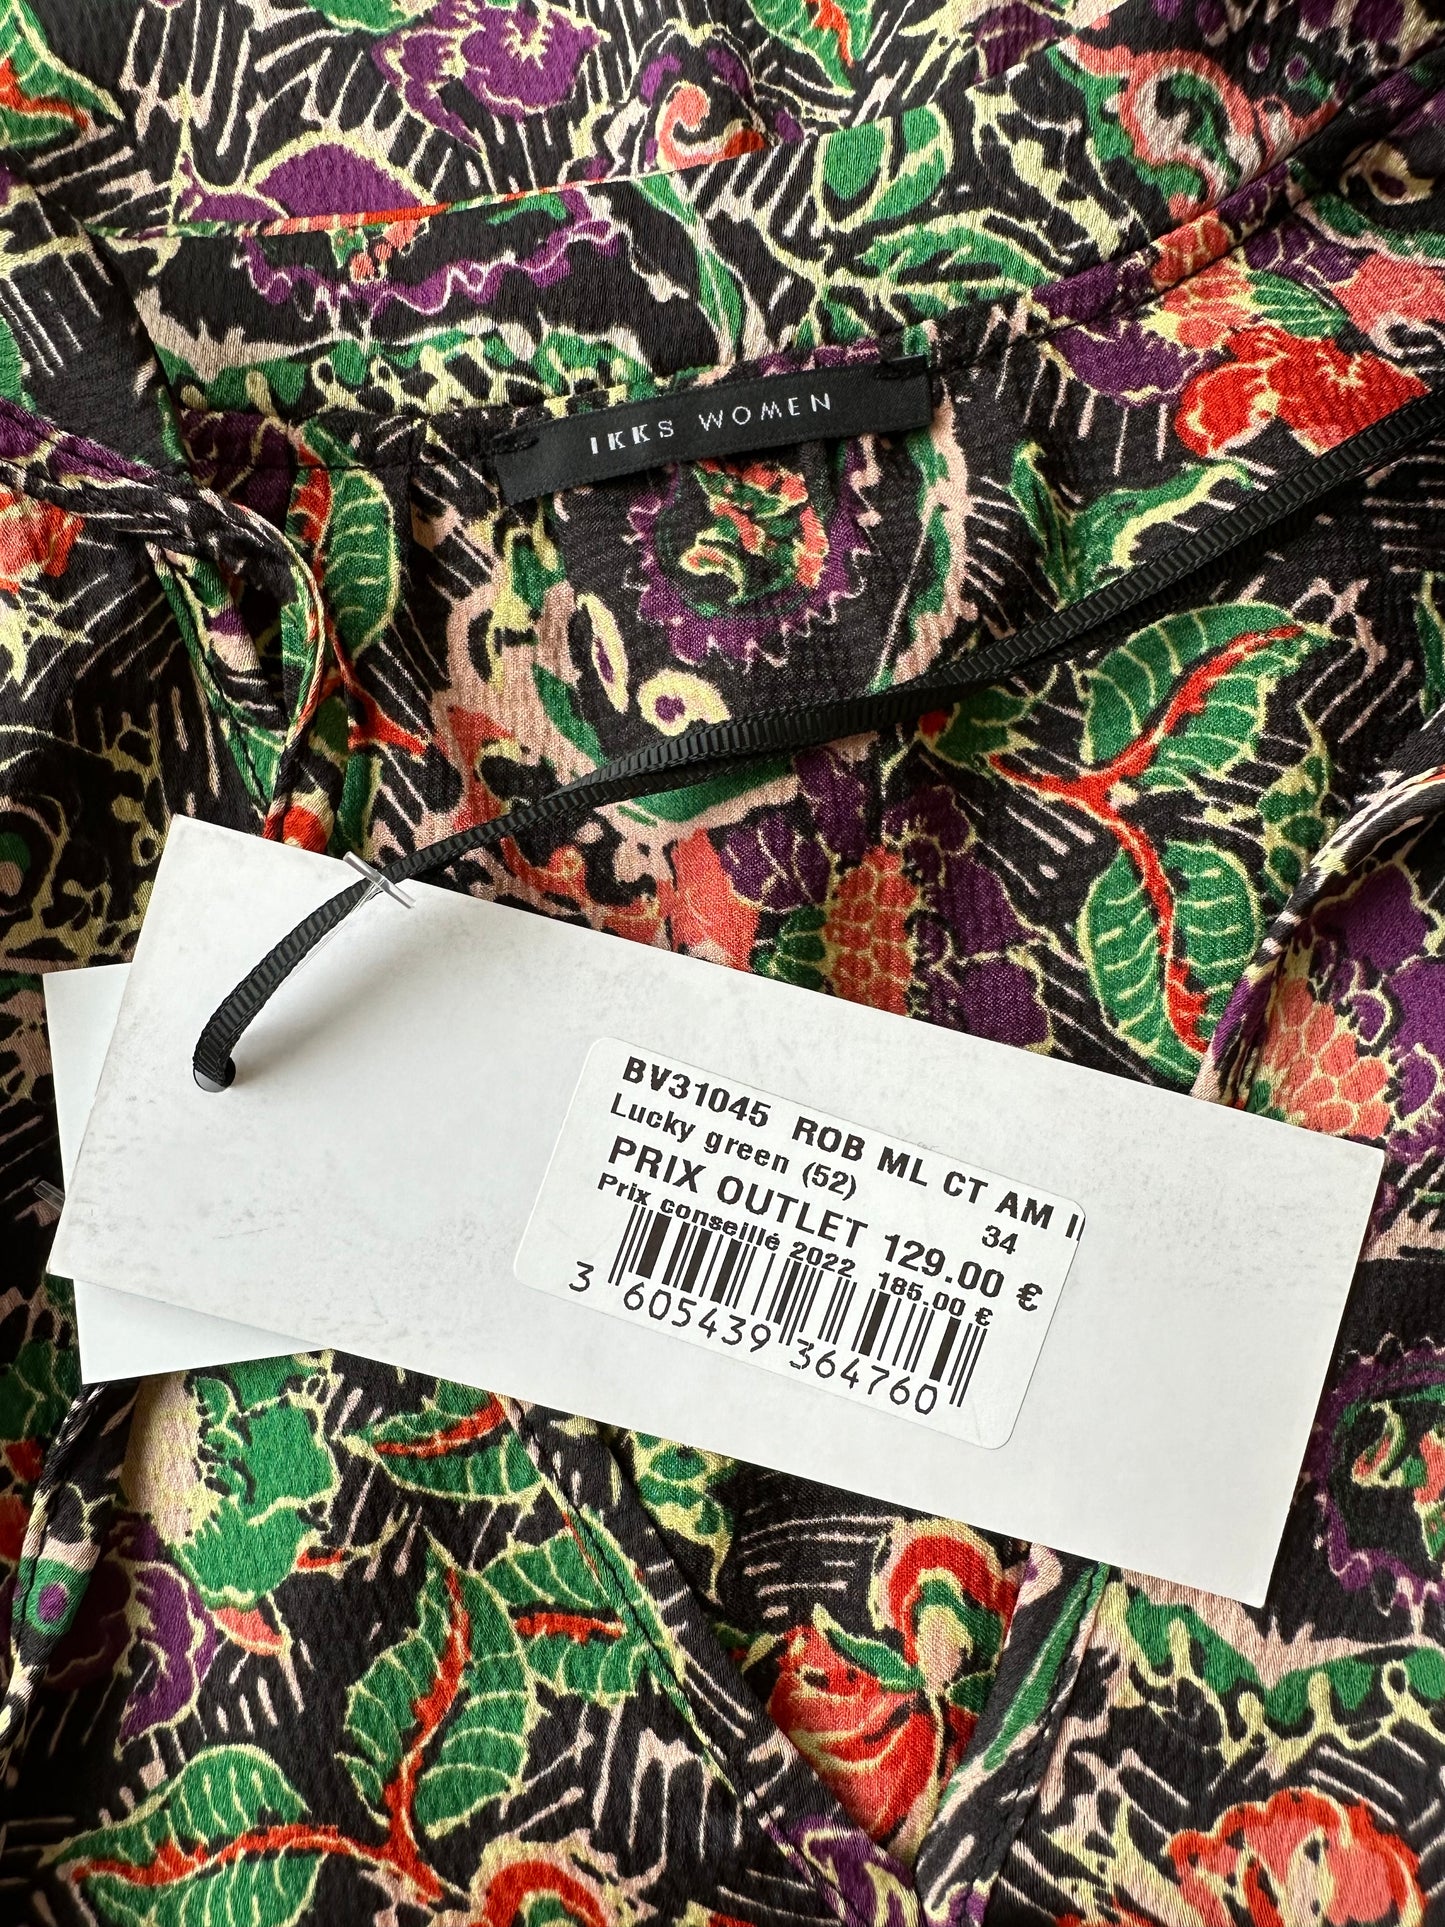 IKKS WOMEN
BV31045 ROB ML CT AM
Lucky green (52) 34
PRIX OUTLET 129.00 €
Prix conseillé 2022 185.00 €
3 605439 364760